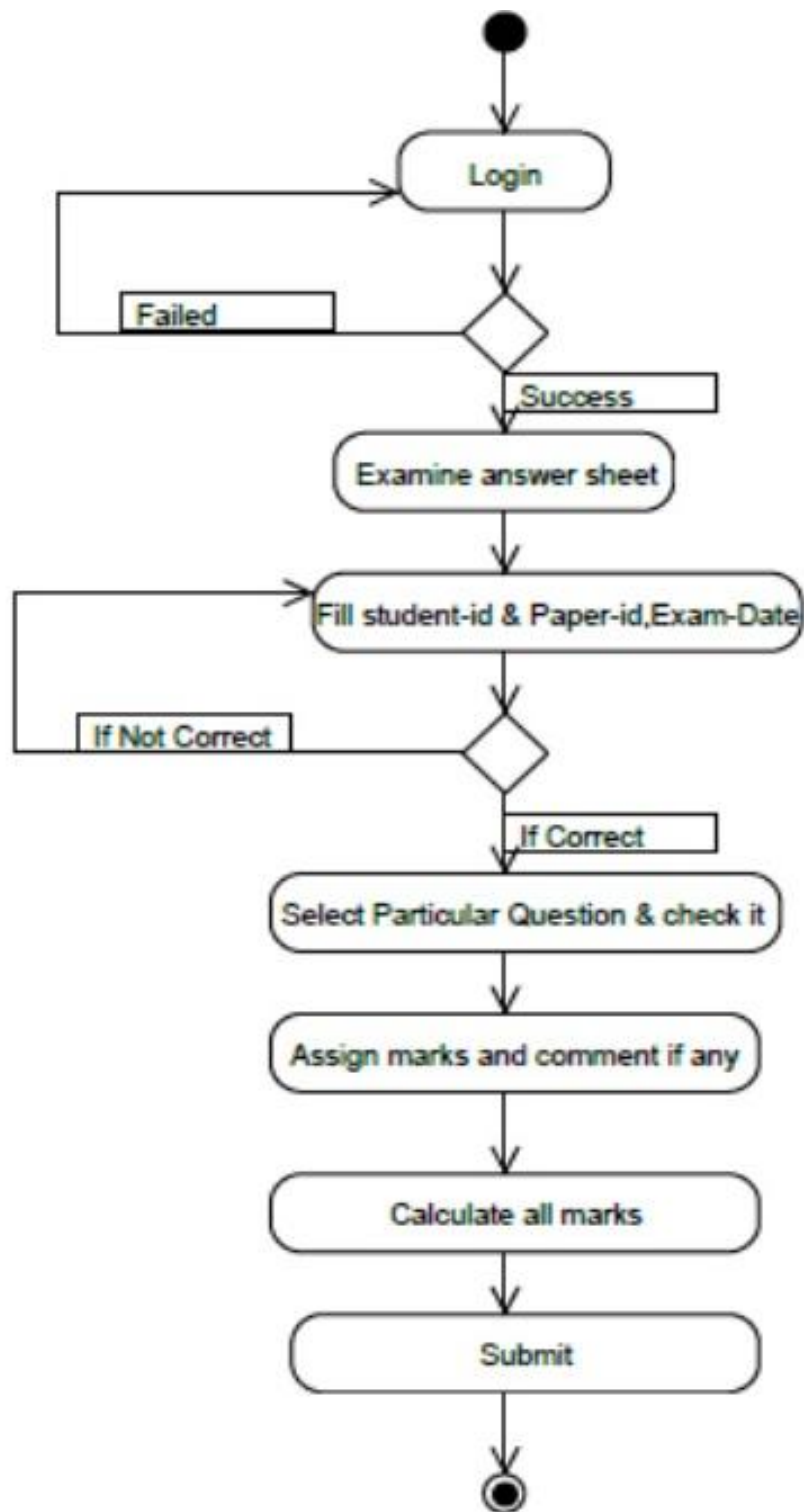 Login
Failed
Success
Examine answer sheet
Fill student-id & Paper-id,Exam-Date
If Not Correct
If Correct
Select Particular Question & check it
Assign marks and comment if any
Calculate all marks
Submit